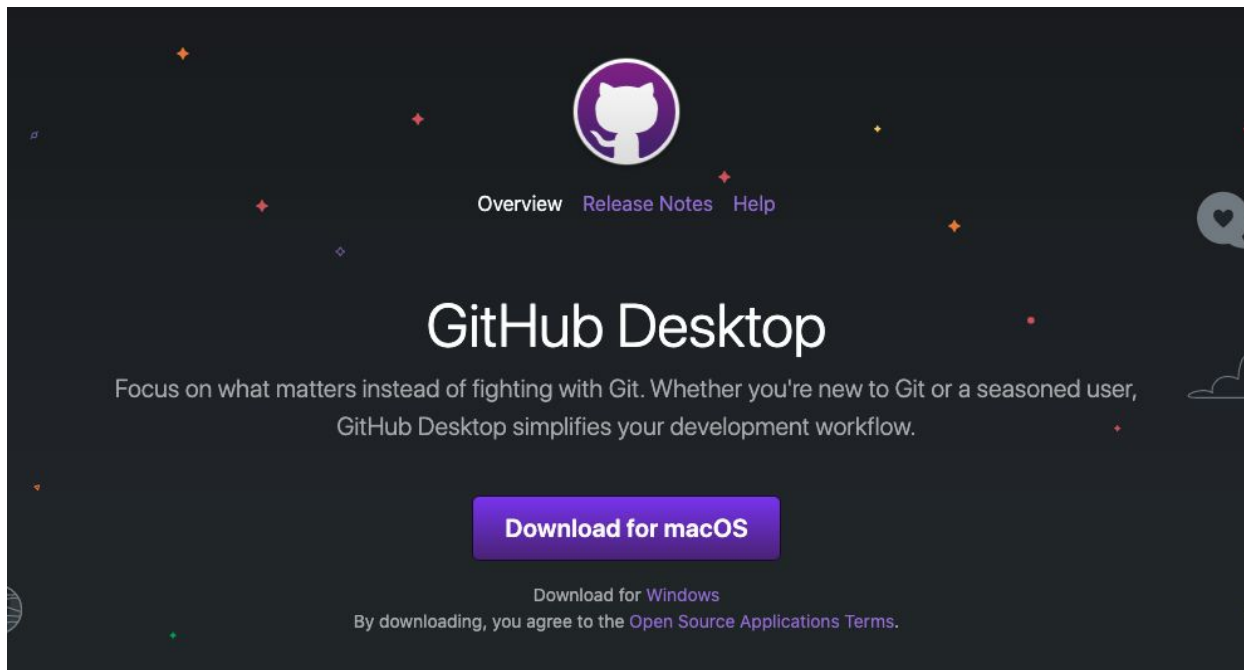 Overview Release Notes Help
GitHub Desktop
Focus on what matters instead of fighting with Git. Whether you're new to Git or a seasoned user,
GitHub Desktop simplifies your development workflow.
Download for macOS
Download for Windows
By downloading, you agree to the Open Source Applications Terms.